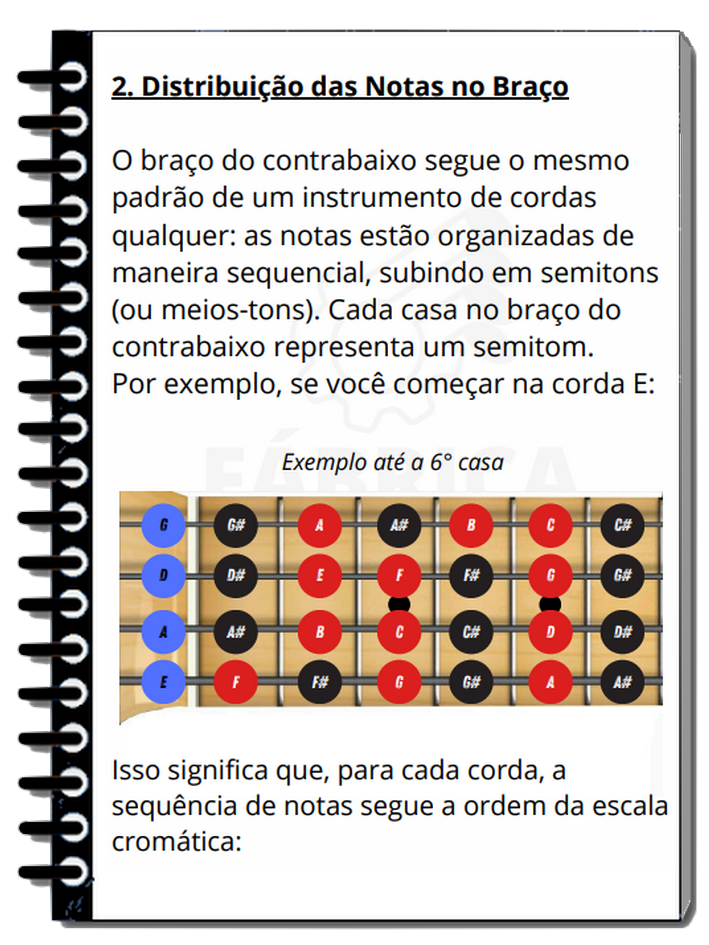 2. Distribuição das Notas no Braço
O braço do contrabaixo segue o mesmo
padrão de um instrumento de cordas
qualquer: as notas estão organizadas de
maneira sequencial, subindo em semitons
(ou meios-tons). Cada casa no braço do
contrabaixo representa um semitom.
Por exemplo, se você começar na corda E:
FÁBRICA
Exemplo até a 6° casa
G G# A A# B C C#
D D# E F F# G G#
A A# B C C# D D#
E F F# G G# A A#
Isso significa que, para cada corda, a
sequência de notas segue a ordem da escala
cromática: